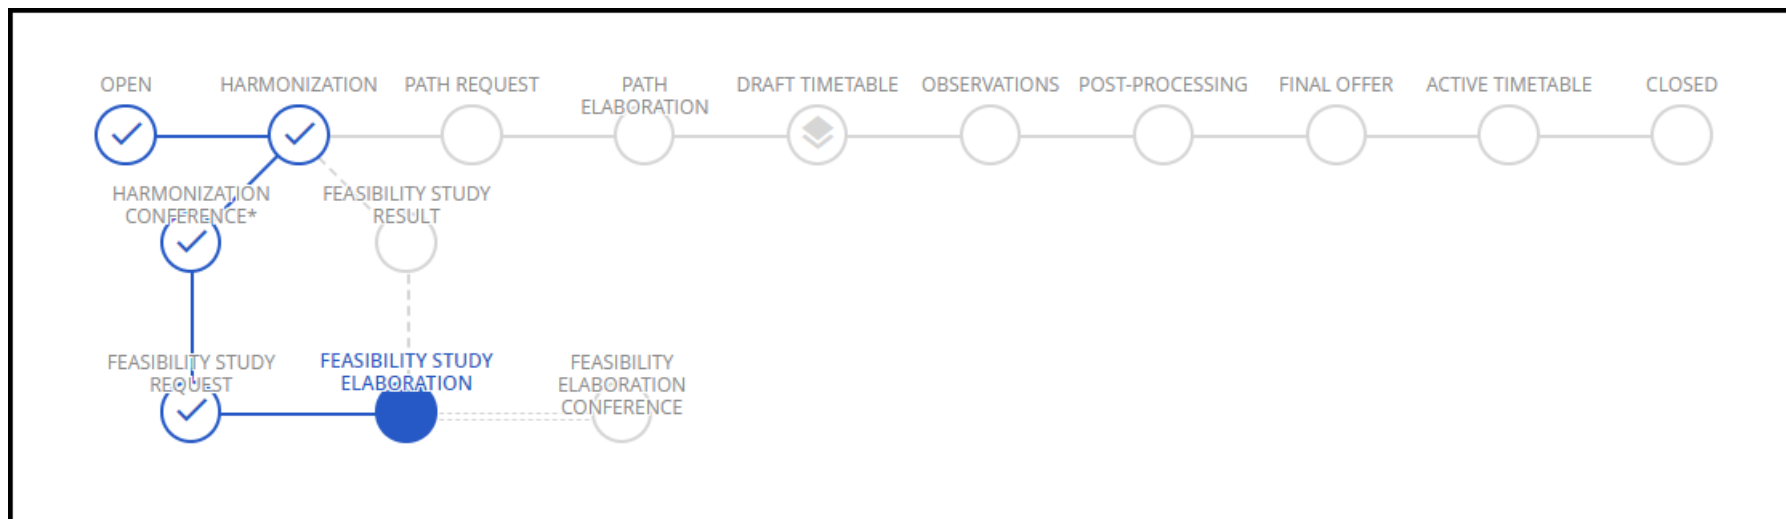 OPEN
HARMONIZATION
PATH REQUEST
PATH
ELABORATION
DRAFT TIMETABLE
OBSERVATIONS
POST-PROCESSING
FINAL OFFER
ACTIVE TIMETABLE
CLOSED
HARMONIZATION
CONFERENCE*
FEASIBILITY STUDY
RESULT
FEASIBILITY STUDY
REQUEST
FEASIBILITY STUDY
ELABORATION
FEASIBILITY
ELABORATION
CONFERENCE